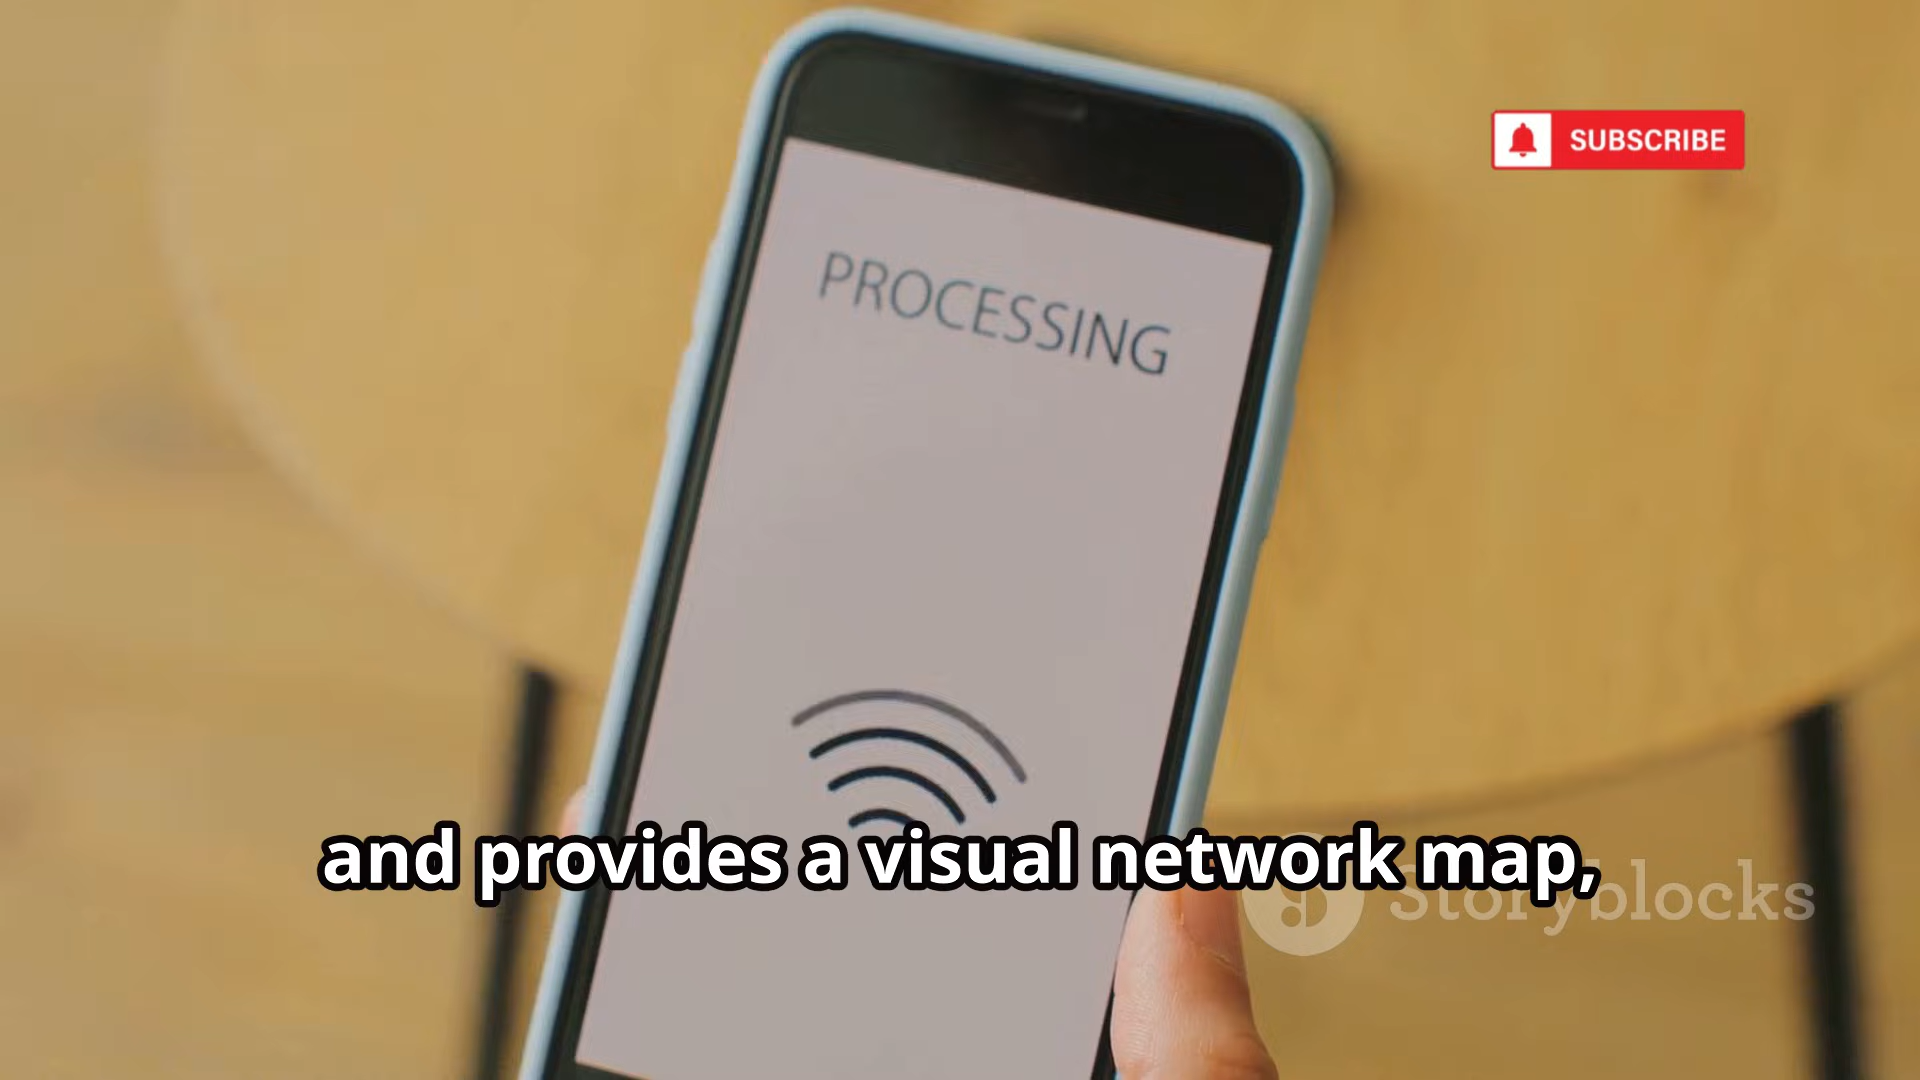 SUBSCRIBE
PROCESSING
and provides a visual network map,
Storyblocks